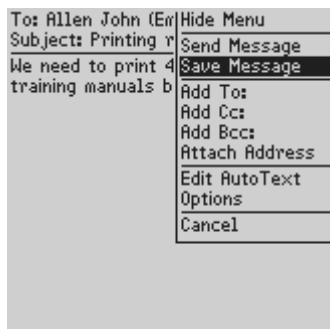 To: Allen John (Em
Subject: Printing r
We need to print 4
training manuals b
Hide Menu
Send Message
Save Message
Add To:
Add Cc:
Add Bcc:
Attach Address
Edit AutoText
Options
Cancel